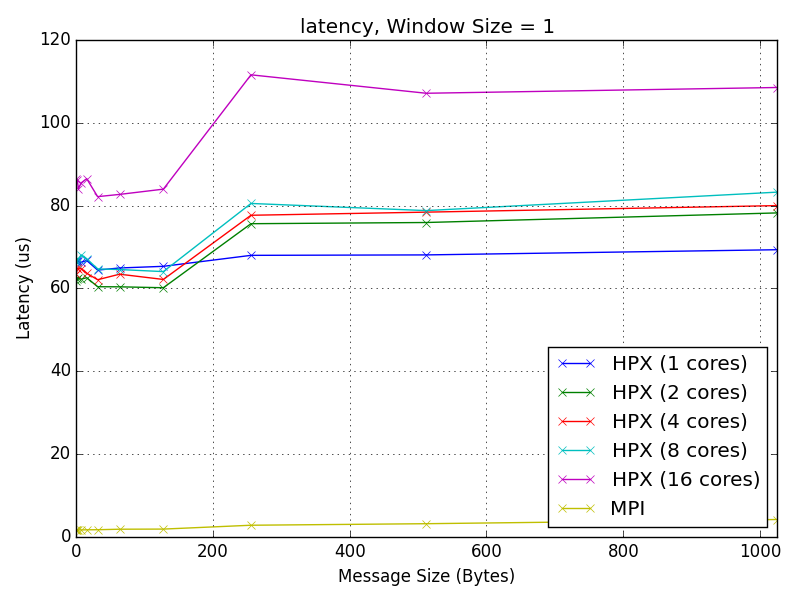 latency, Window Size = 1
120
100
80
60
40
20
0
Latency (us)
HPX (1 cores)
HPX (2 cores)
HPX (4 cores)
HPX (8 cores)
HPX (16 cores)
MPI
0 200 400 600 800 1000
Message Size (Bytes)